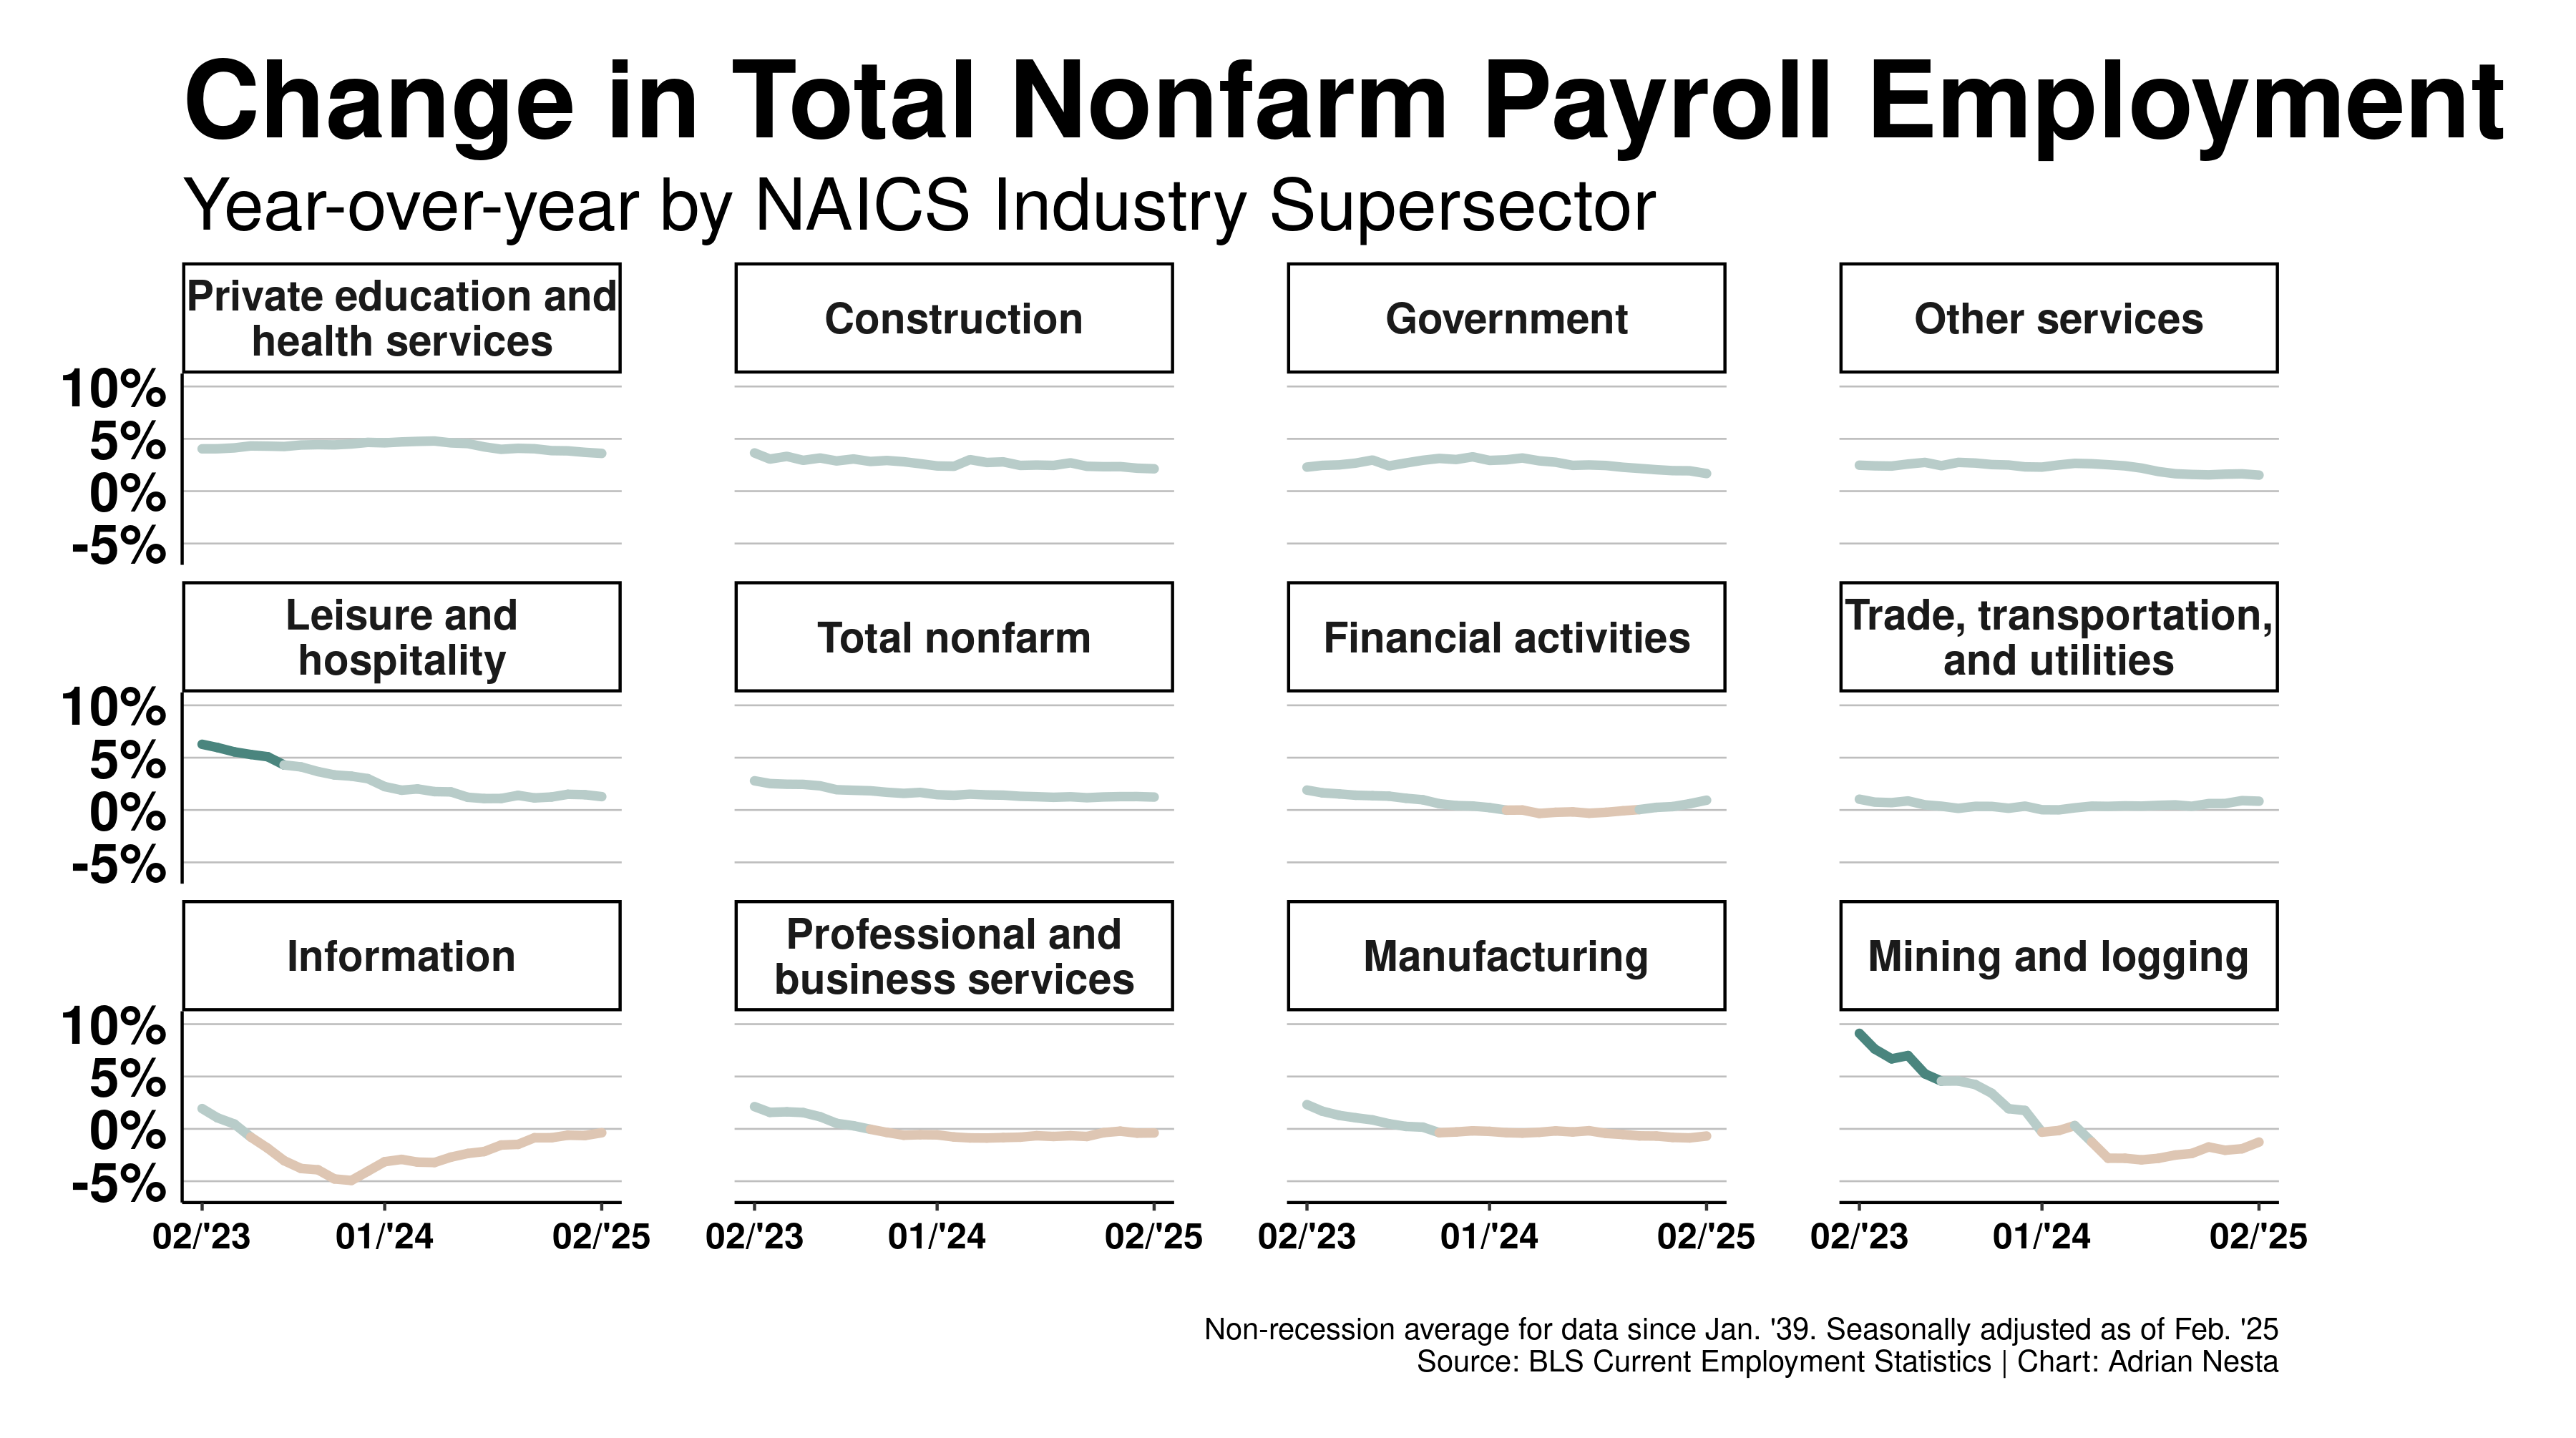 Change in Total Nonfarm Payroll Employment
Year-over-year by NAICS Industry Supersector
Private education and
health services
Construction
Government
Other services
10%
5%
0%
-5%
Leisure and
hospitality
Total nonfarm
Financial activities
Trade, transportation,
and utilities
10%
5%
0%
-5%
Information
Professional and
business services
Manufacturing
Mining and logging
10%
5%
0%
-5%
02/'23 01/'24 02/'25 02/'23 01/'24 02/'25 02/'23 01/'24 02/'25 02/'23 01/'24 02/'25
Non-recession average for data since Jan. '39. Seasonally adjusted as of Feb. '25
Source: BLS Current Employment Statistics | Chart: Adrian Nesta